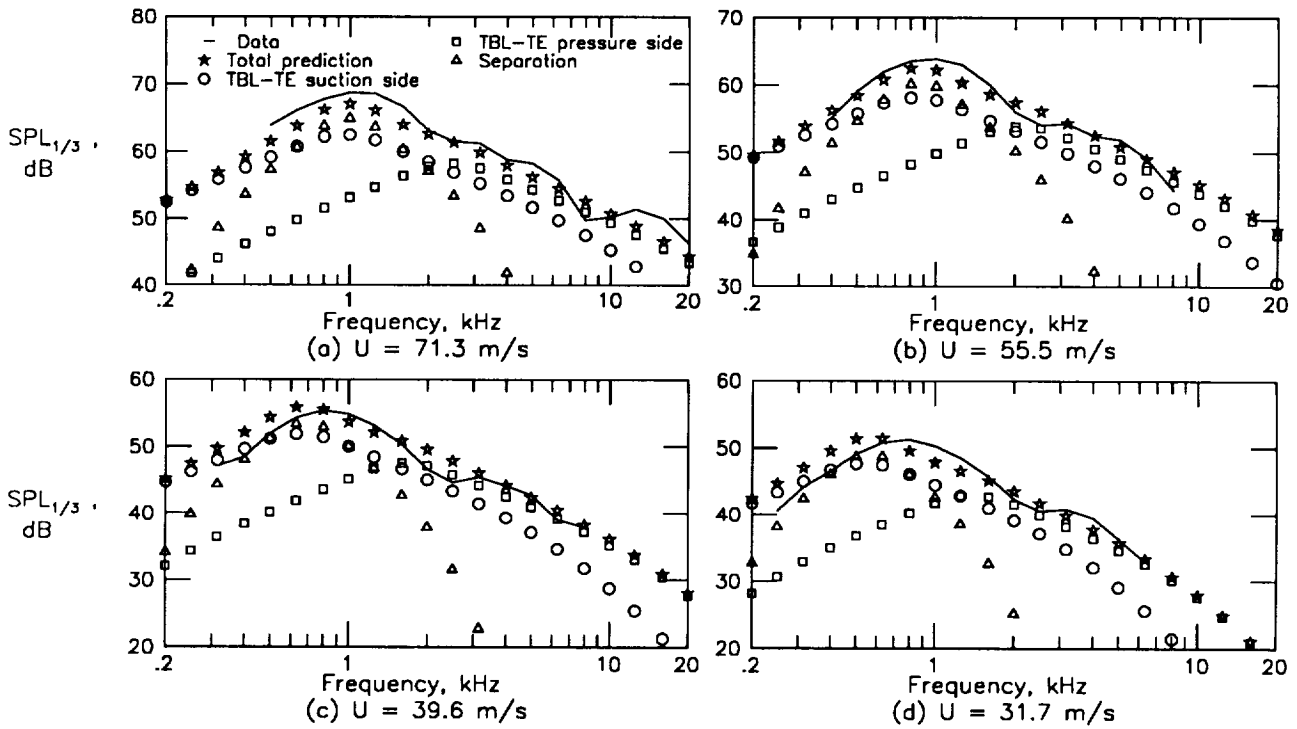 80
70
60
50
40
SPL1/3 ,
dB
— Data
☆ Total prediction
○ TBL-TE suction side
□ TBL-TE pressure side
△ Separation
.2 1 10 20
Frequency, kHz
(a) U = 71.3 m/s
70
60
50
40
30
.2 1 10 20
Frequency, kHz
(b) U = 55.5 m/s
60
50
40
30
20
SPL1/3 ,
dB
.2 1 10 20
Frequency, kHz
(c) U = 39.6 m/s
60
50
40
30
20
.2 1 10 20
Frequency, kHz
(d) U = 31.7 m/s